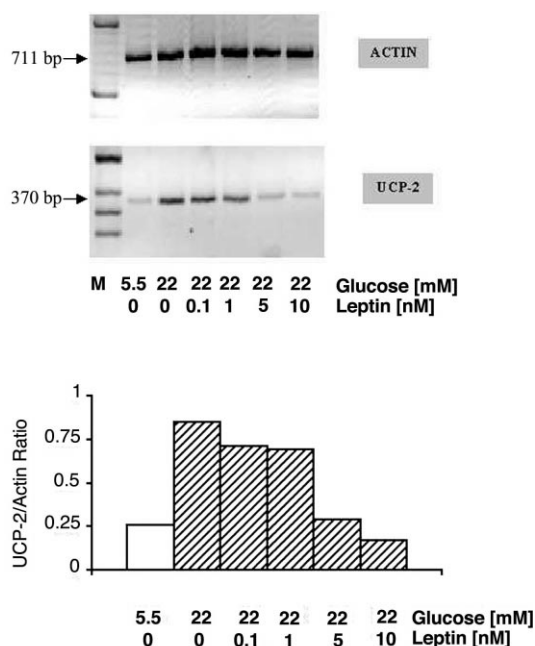 711 bp
ACTIN
370 bp
UCP-2
M 5.5 22 22 22 22 22 Glucose [mM]
0 0 0.1 1 5 10 Leptin [nM]
1
0.75
0.5
0.25
0
UCP-2/Actin Ratio
5.5 22 22 22 22 22 Glucose [mM]
0 0 0.1 1 5 10 Leptin [nM]